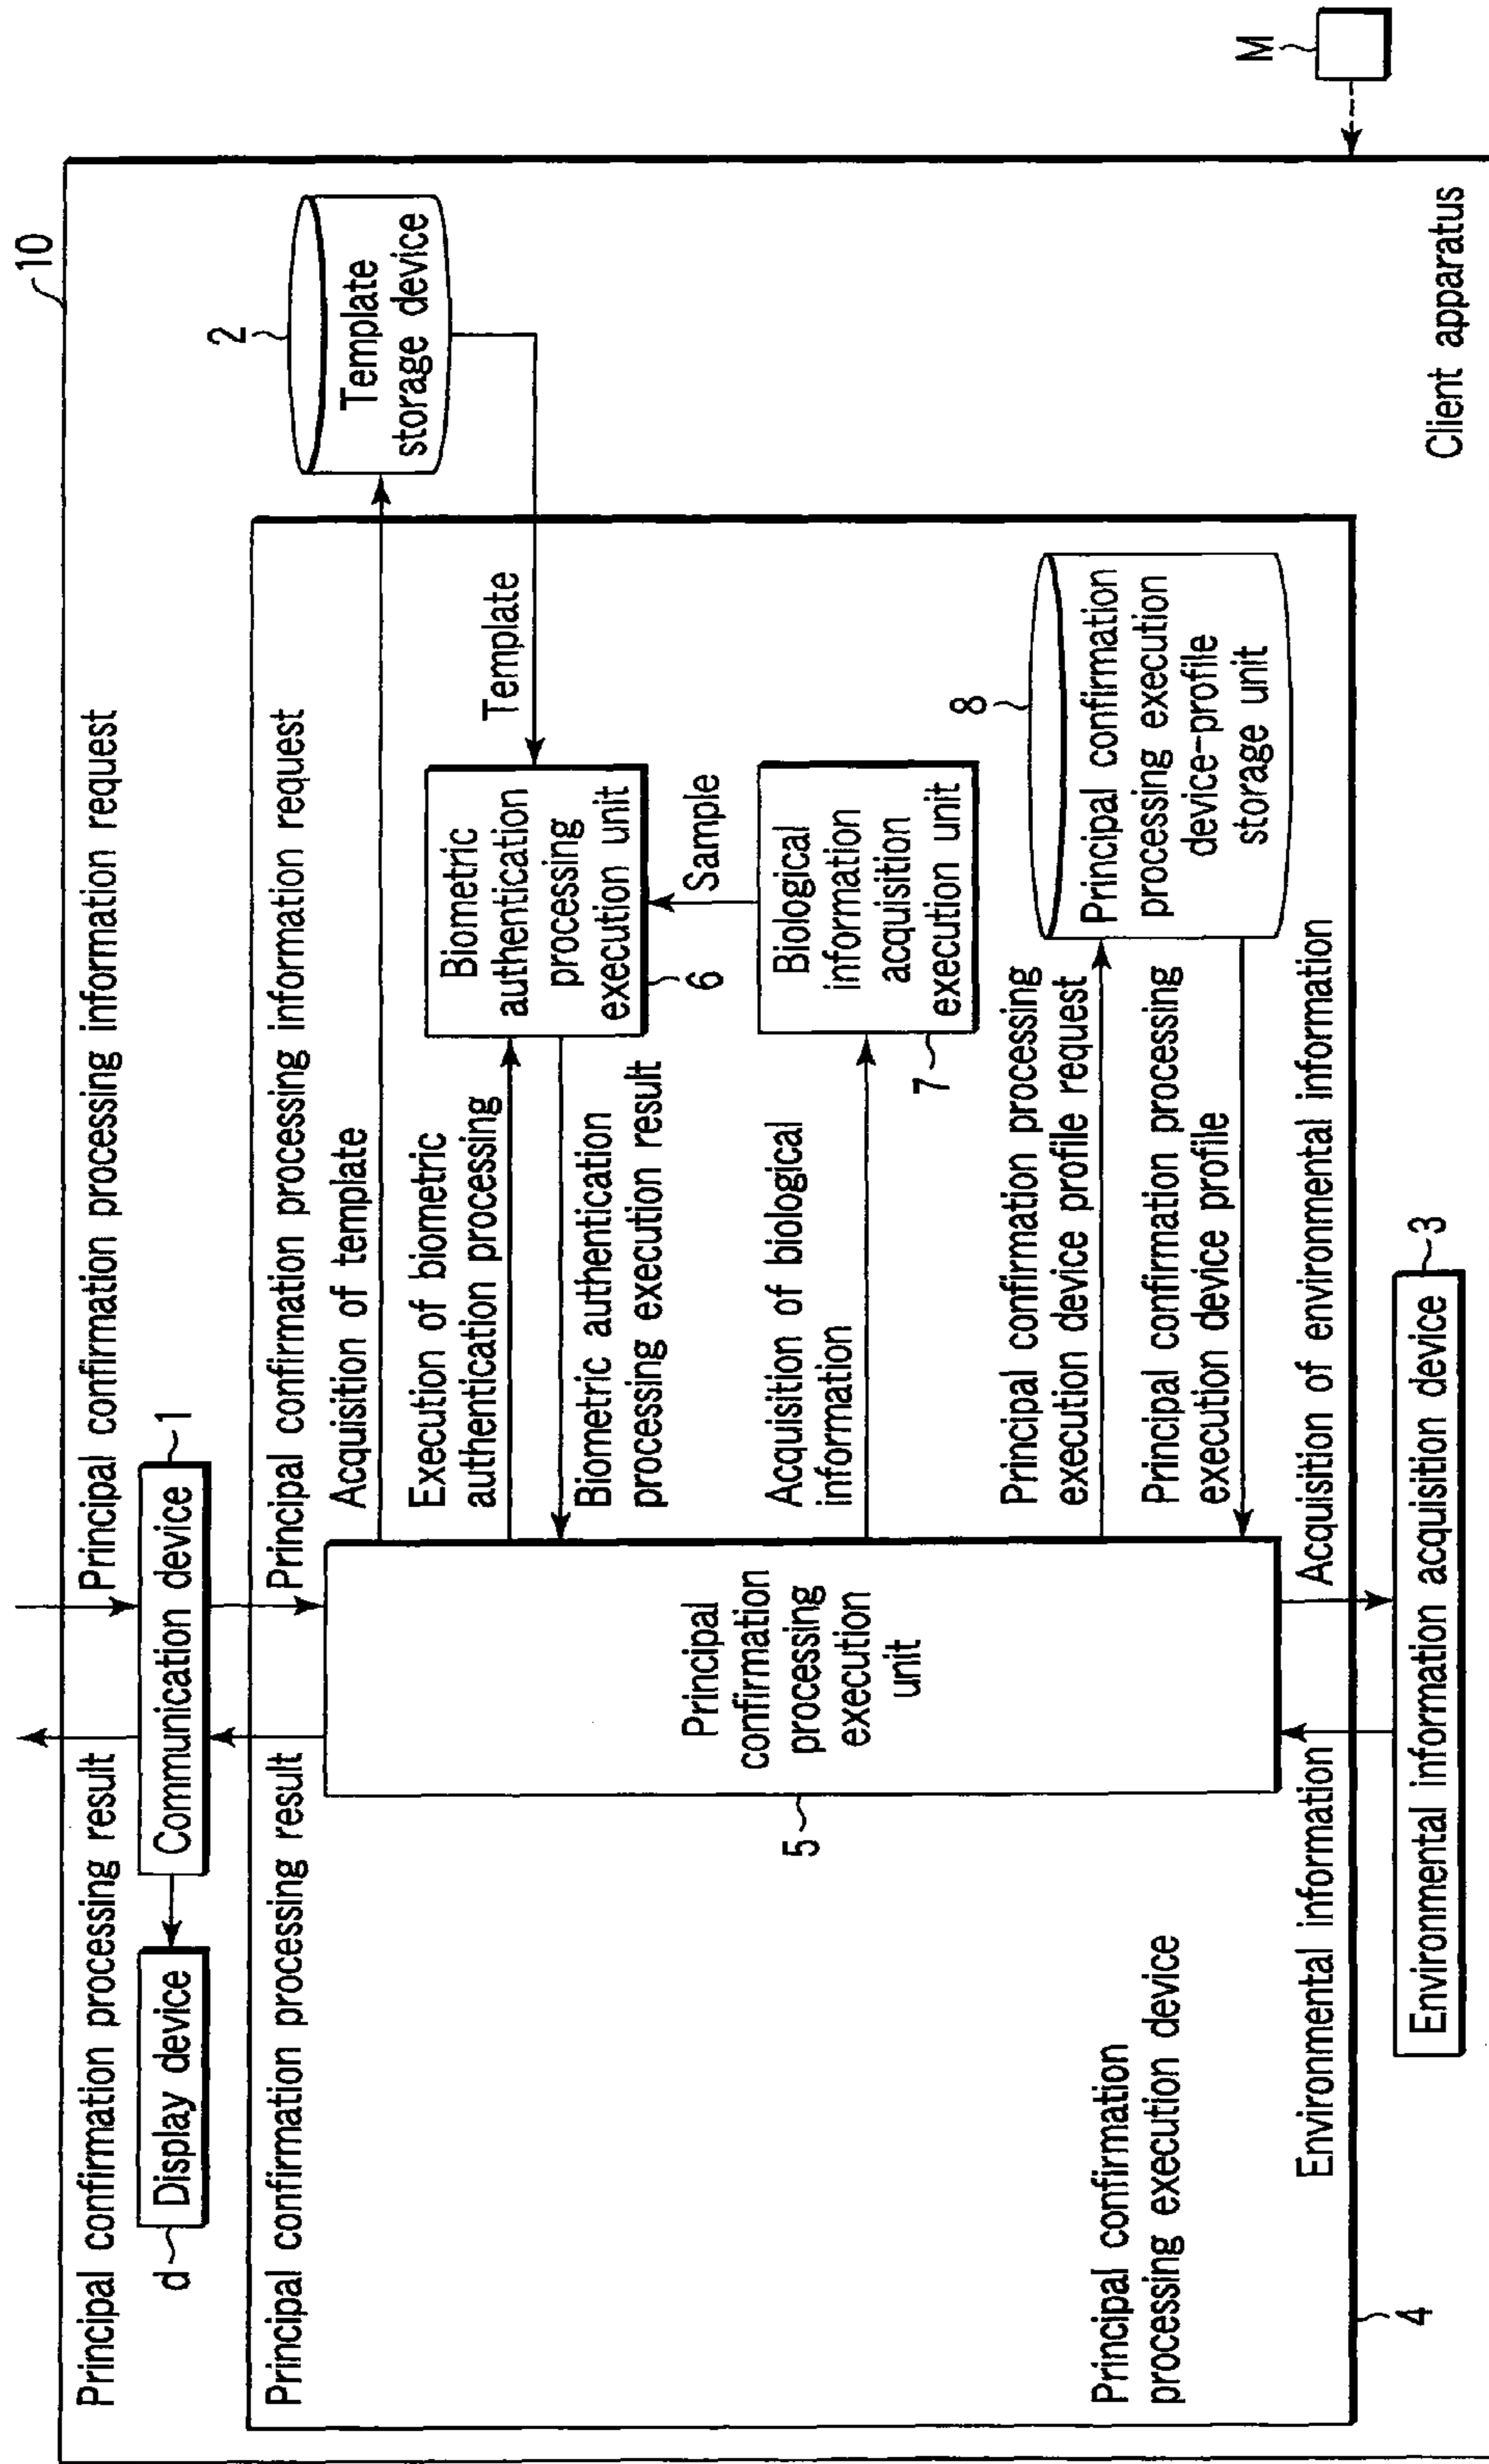 10
Principal confirmation processing result
Principal confirmation processing information request
d
Display device
Communication device
1
Principal confirmation processing result
Principal confirmation processing information request
2
Template
storage device
Acquisition of template
Execution of biometric
authentication processing
Template
Biometric
authentication
processing
execution unit
6
Biometric authentication
processing execution result
Sample
Principal
confirmation
processing
execution
unit
5
Acquisition of biological
information
Biological
information
acquisition
execution unit
7
8
Principal confirmation processing
execution device profile request
Principal confirmation
processing execution
device-profile
storage unit
Principal confirmation processing
execution device profile
Principal confirmation
processing execution device
Environmental information
Acquisition of environmental information
4
Environmental information acquisition device
3
Client apparatus
M